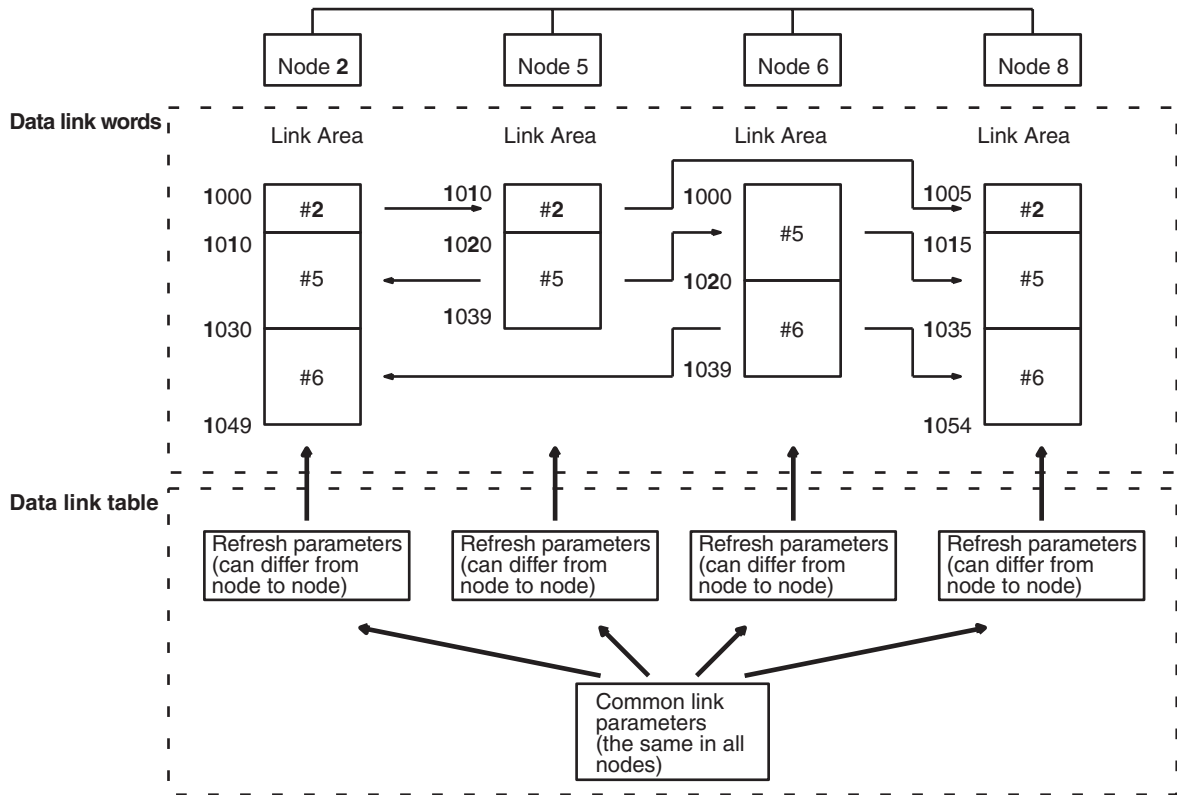 Node 2
Node 5
Node 6
Node 8
Data link words
Link Area
Link Area
Link Area
Link Area
1000
#2
1010
#5
1030
#6
1049
1010
#2
1020
#5
1039
1000
#5
1020
#6
1039
1005
#2
1015
#5
1035
#6
1054
Data link table
Refresh parameters
(can differ from
node to node)
Refresh parameters
(can differ from
node to node)
Refresh parameters
(can differ from
node to node)
Refresh parameters
(can differ from
node to node)
Common link
parameters
(the same in all
nodes)